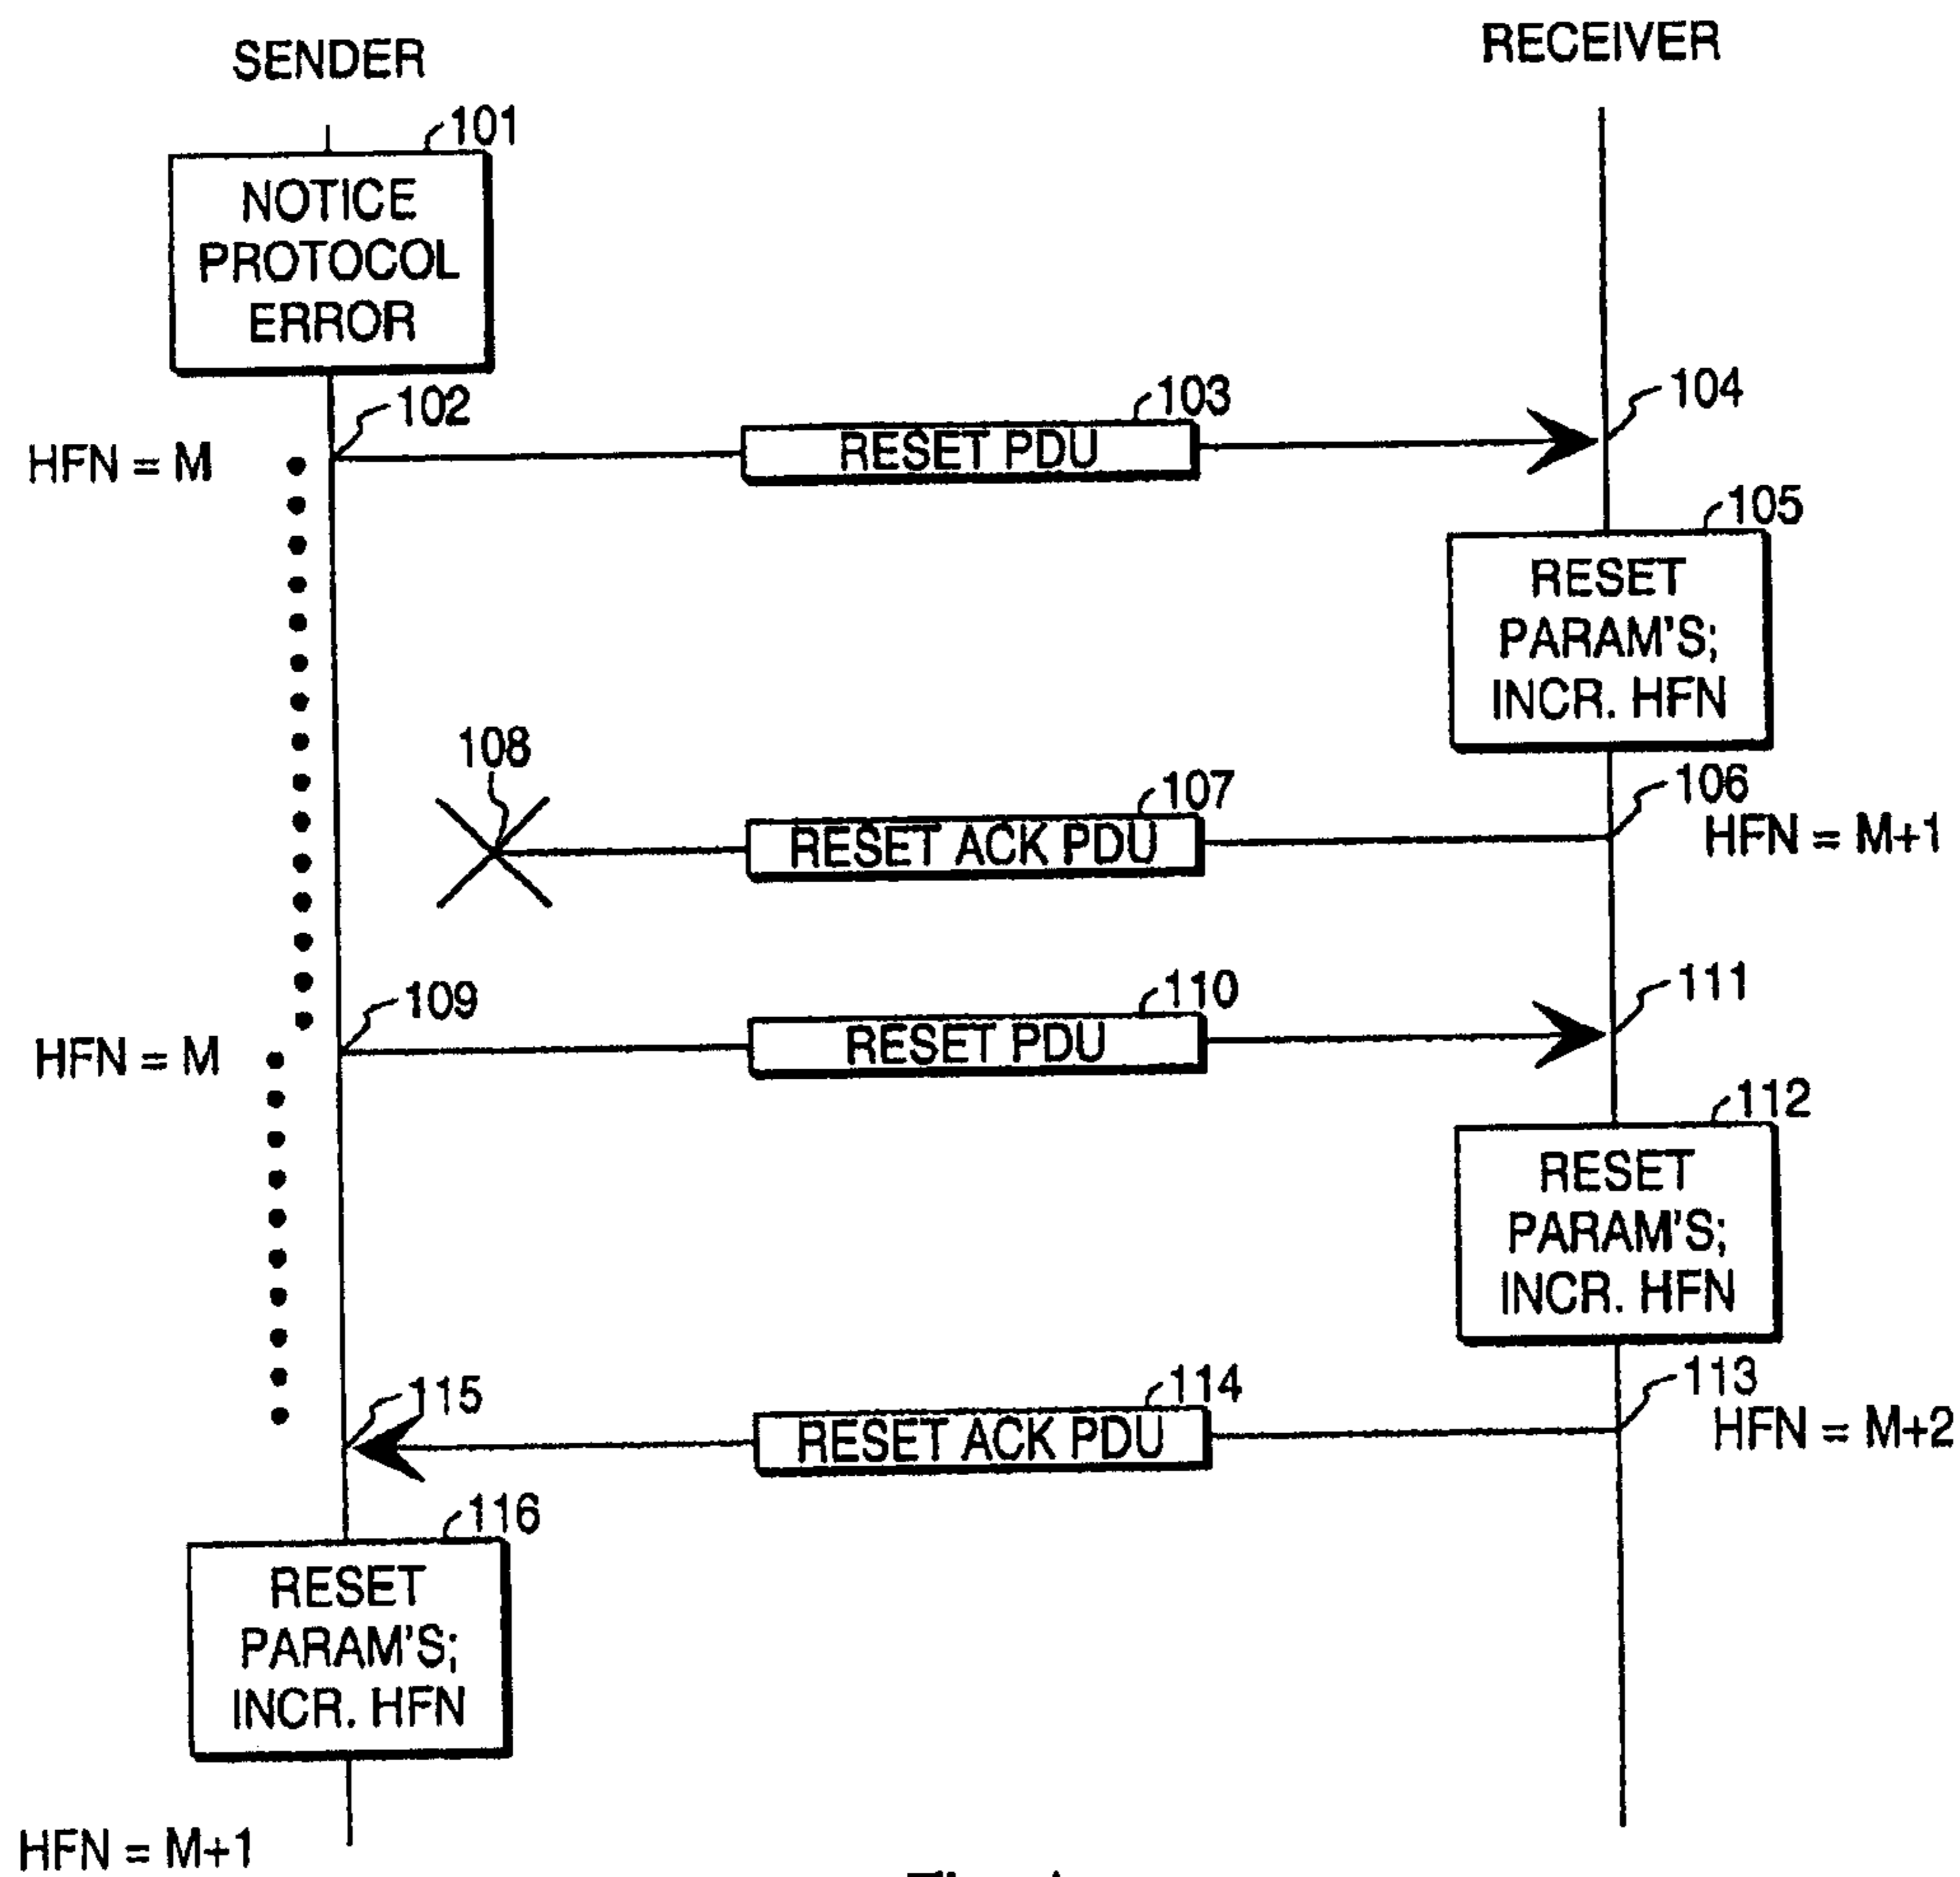 SENDER
RECEIVER
101
NOTICE
PROTOCOL
ERROR
102
103
104
HFN = M
RESET PDU
105
RESET
PARAM'S;
INCR. HFN
108
107
106
RESET ACK PDU
HFN = M+1
109
110
111
HFN = M
RESET PDU
112
RESET
PARAM'S;
INCR. HFN
115
114
113
RESET ACK PDU
HFN = M+2
116
RESET
PARAM'S;
INCR. HFN
HFN = M+1